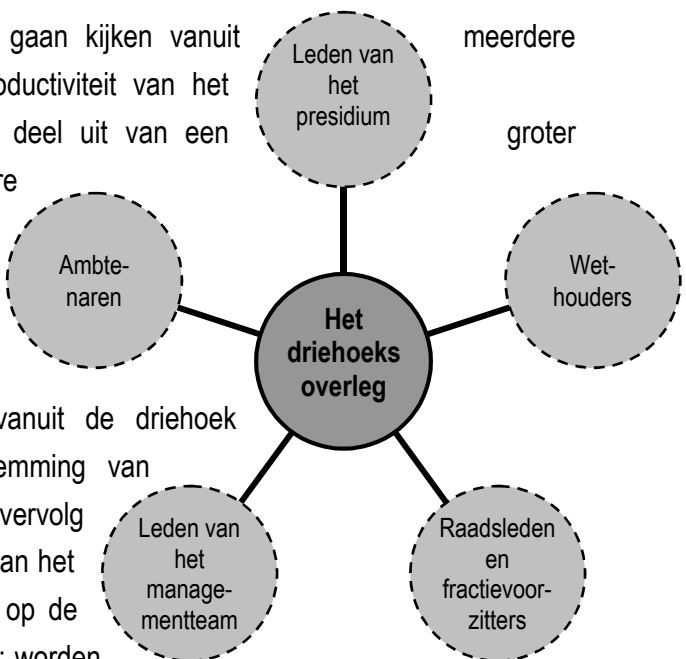 gaan kijken vanuit meerdere
oductiviteit van het
deel uit van een groter
re
Leden van
het
presidium
Ambte-
naren
Wet-
houders
Het
driehoeks
overleg
vanuit de driehoek
emming van
vervolg
an het
op de
worden
Leden van
het
manage-
mentteam
Raadsleden
en
fractievoor-
zitters